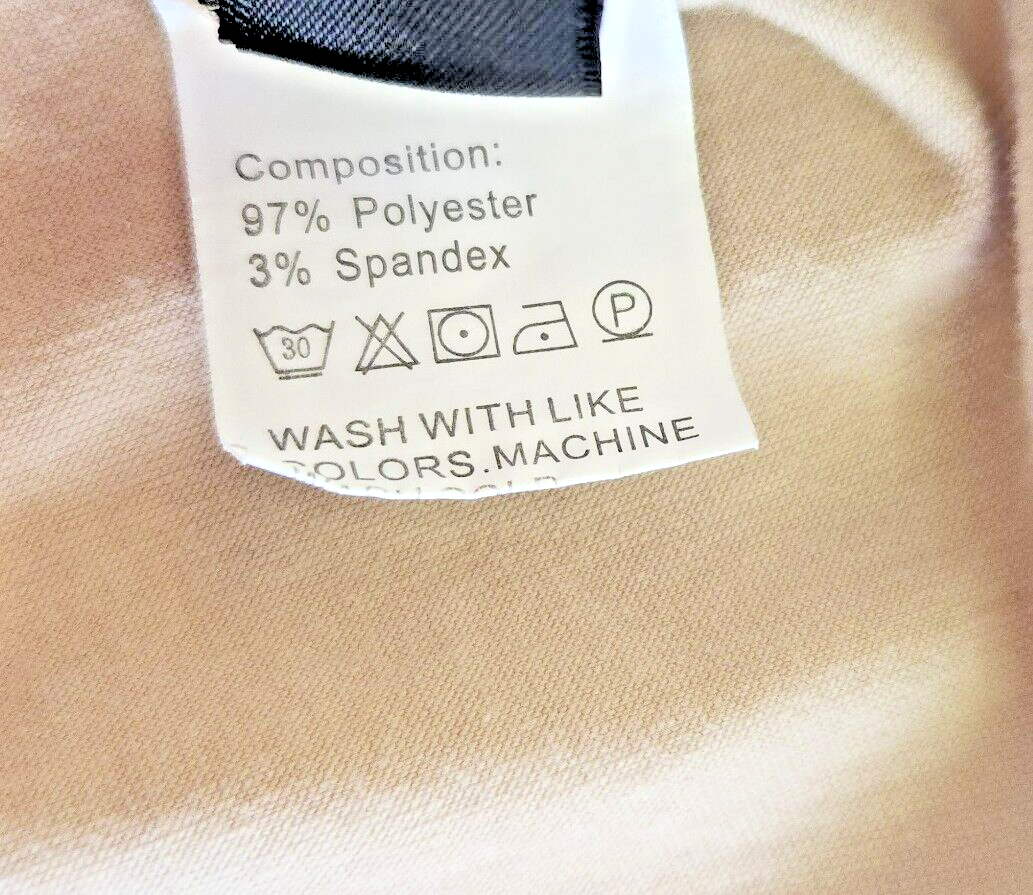 Composition:
97% Polyester
3% Spandex
30 P
WASH WITH LIKE
COLORS.MACHINE